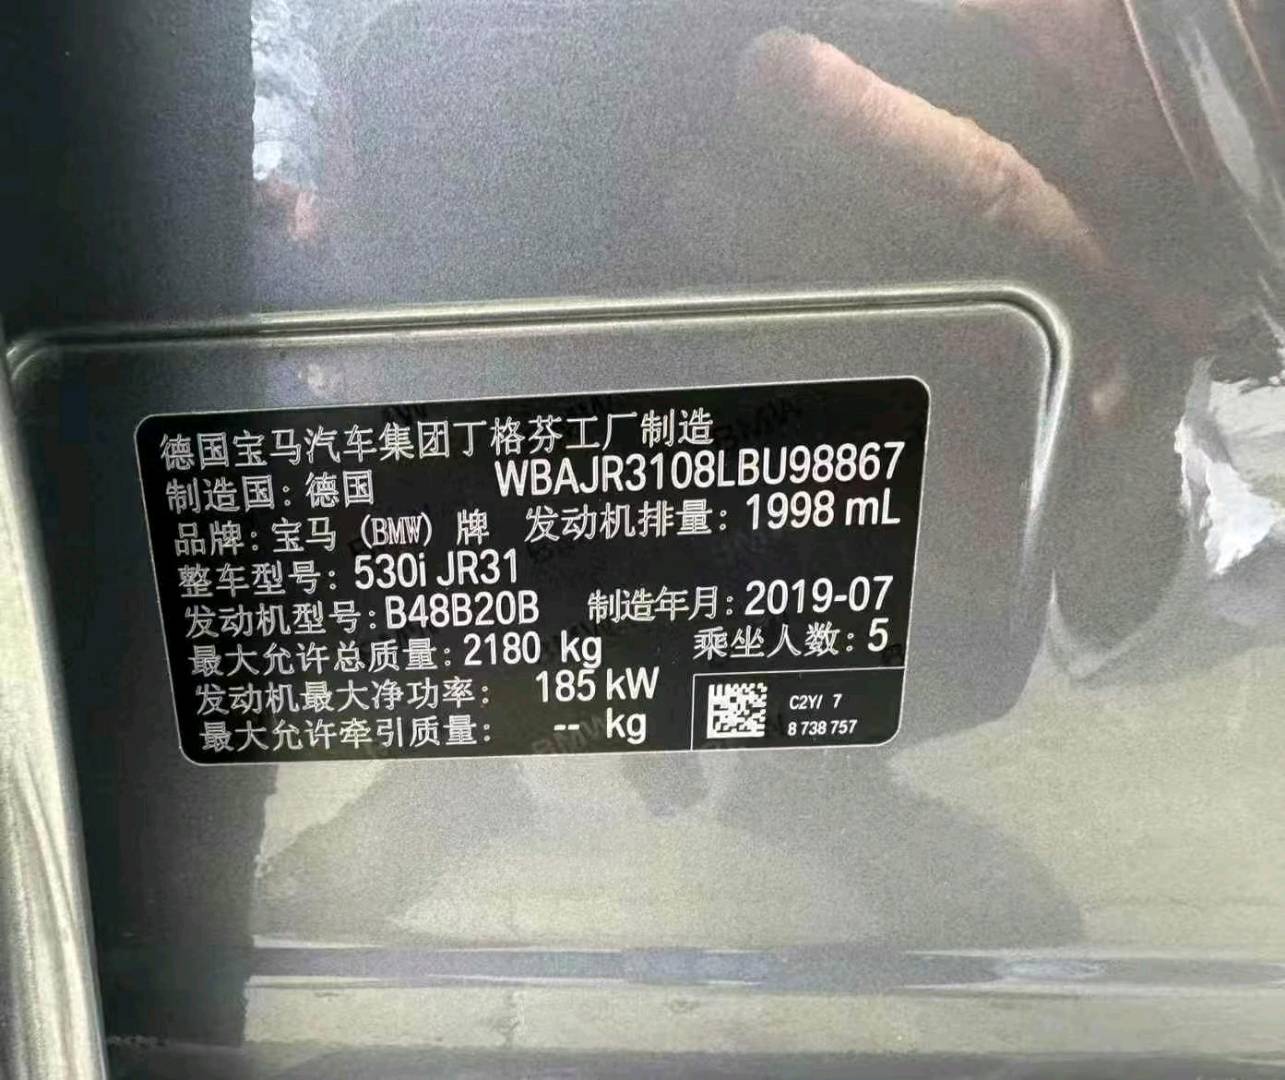 德国宝马汽车集团丁格芬工厂制造
制造国：德国 WBAJR3108LBU98867
品牌：宝马 (BMW) 牌 发动机排量：1998 mL
整车型号：530i JR31
发动机型号：B48B20B 制造年月：2019-07
最大允许总质量：2180 kg 乘坐人数：5
发动机最大净功率： 185 kW
最大允许牵引质量： -- kg
C2Y/ 7
8 738 757